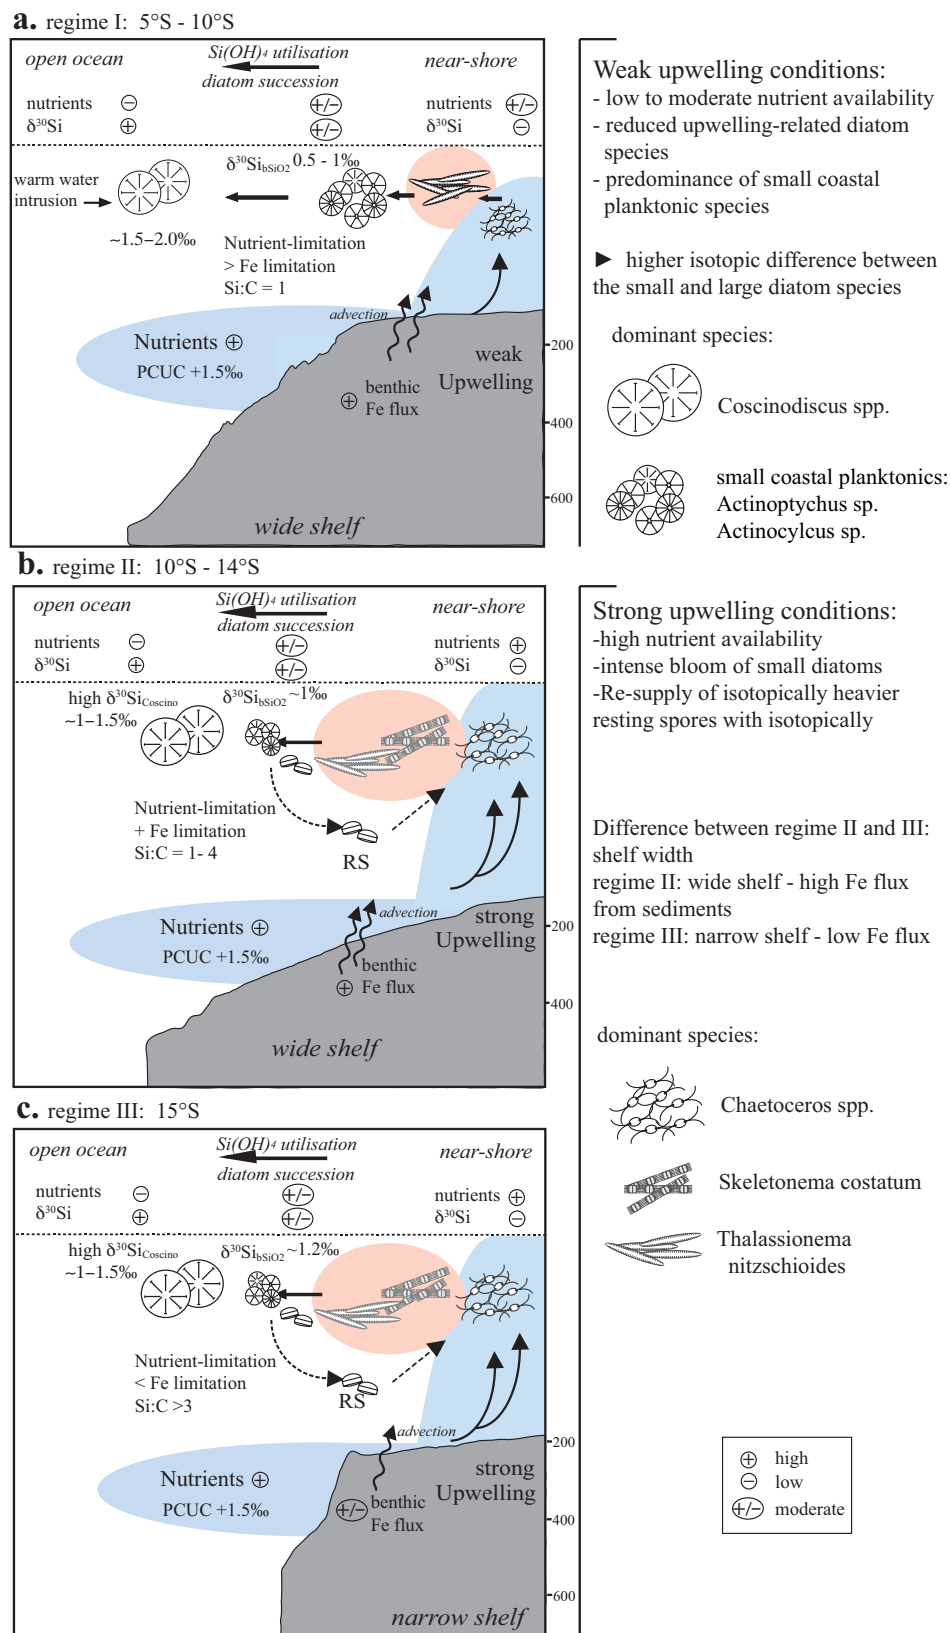 a. regime I: 5°S - 10°S
open ocean
Si(OH)₄ utilisation
near-shore
diatom succession
nutrients - +/- nutrients +/-
δ³⁰Si + +/- δ³⁰Si -
δ³⁰Si_bSiO2 0.5 - 1‰
warm water
intrusion
~1.5–2.0‰
Nutrient-limitation
> Fe limitation
Si:C = 1
advection
Nutrients +
PCUC +1.5‰
weak
Upwelling
+ benthic
Fe flux
200
400
600
wide shelf
Weak upwelling conditions:
- low to moderate nutrient availability
- reduced upwelling-related diatom
species
- predominance of small coastal
planktonic species
► higher isotopic difference between
the small and large diatom species
dominant species:
Coscinodiscus spp.
small coastal planktonics:
Actinoptychus sp.
Actinocylcus sp.
b. regime II: 10°S - 14°S
open ocean
Si(OH)₄ utilisation
near-shore
diatom succession
nutrients - +/- nutrients +
δ³⁰Si + +/- δ³⁰Si -
high δ³⁰Si_Coscino
~1–1.5‰
δ³⁰Si_bSiO2 ~1‰
Nutrient-limitation
+ Fe limitation
Si:C = 1- 4
RS
Nutrients +
PCUC +1.5‰
advection
strong
Upwelling
benthic
+ Fe flux
200
400
wide shelf
Strong upwelling conditions:
-high nutrient availability
-intense bloom of small diatoms
-Re-supply of isotopically heavier
resting spores with isotopically
Difference between regime II and III:
shelf width
regime II: wide shelf - high Fe flux
from sediments
regime III: narrow shelf - low Fe flux
dominant species:
Chaetoceros spp.
Skeletonema costatum
Thalassionema
nitzschioides
c. regime III: 15°S
open ocean
Si(OH)₄ utilisation
near-shore
diatom succession
nutrients - +/- nutrients +
δ³⁰Si + +/- δ³⁰Si -
high δ³⁰Si_Coscino
~1–1.5‰
δ³⁰Si_bSiO2 ~1.2‰
Nutrient-limitation
< Fe limitation
Si:C >3
RS
advection
Nutrients +
PCUC +1.5‰
strong
Upwelling
+/- benthic
Fe flux
200
400
600
narrow shelf
+ high
- low
+/- moderate